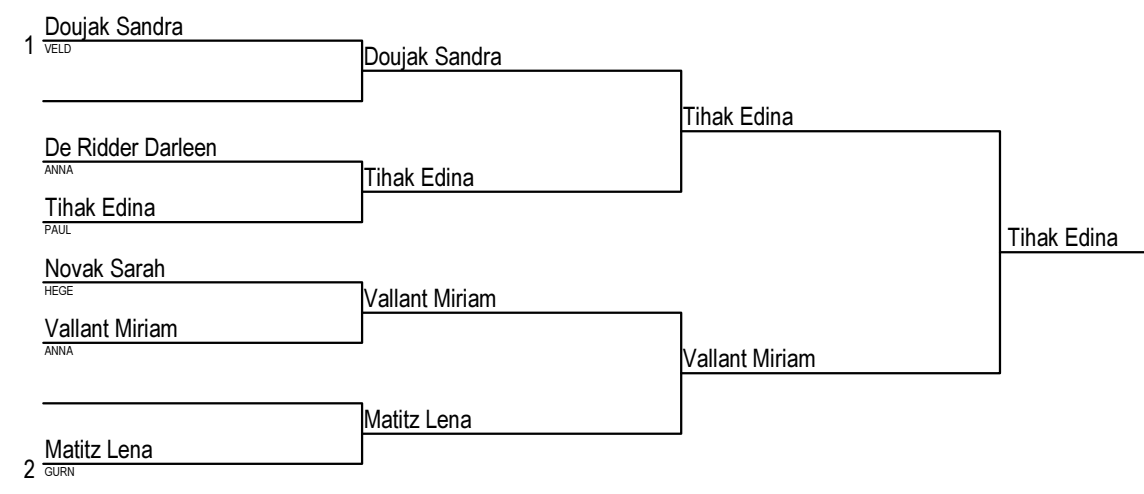 Doujak Sandra
1 VELD
Doujak Sandra
Tihak Edina
De Ridder Darleen
ANNA
Tihak Edina
Tihak Edina
PAUL
Tihak Edina
Novak Sarah
HEGE
Vallant Miriam
Vallant Miriam
ANNA
Vallant Miriam
Matitz Lena
Matitz Lena
2 GURN